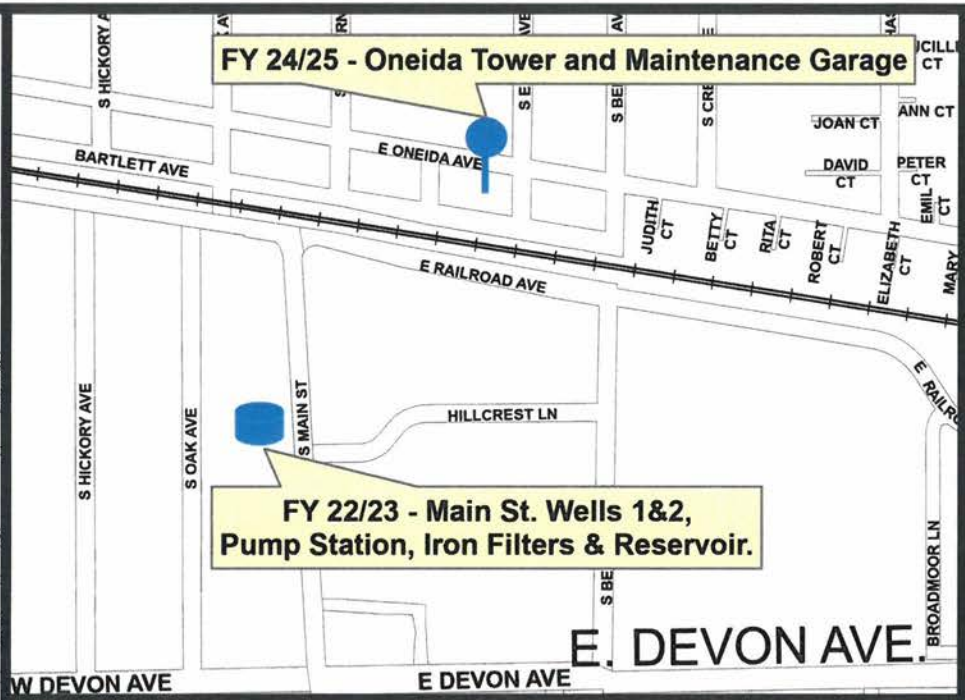 S HICKORY A
FY 24/25 - Oneida Tower and Maintenance Garage
CT
JOAN CT
ANN CT
E ONEIDA AVE
BARTLETT AVE
DAVID
CT
PETER
CT
EMIL
CT
JUDITH
CT
BETTY
CT
RITA
CT
ROBERT
CT
ELIZABETH
CT
MARY
E RAILROAD AVE
E RAILRO
S HICKORY AVE
S OAK AVE
S MAIN ST
HILLCREST LN
FY 22/23 - Main St. Wells 1&2,
Pump Station, Iron Filters & Reservoir.
S BE
BROADMOOR LN
E. DEVON AVE.
W DEVON AVE
E DEVON AVE